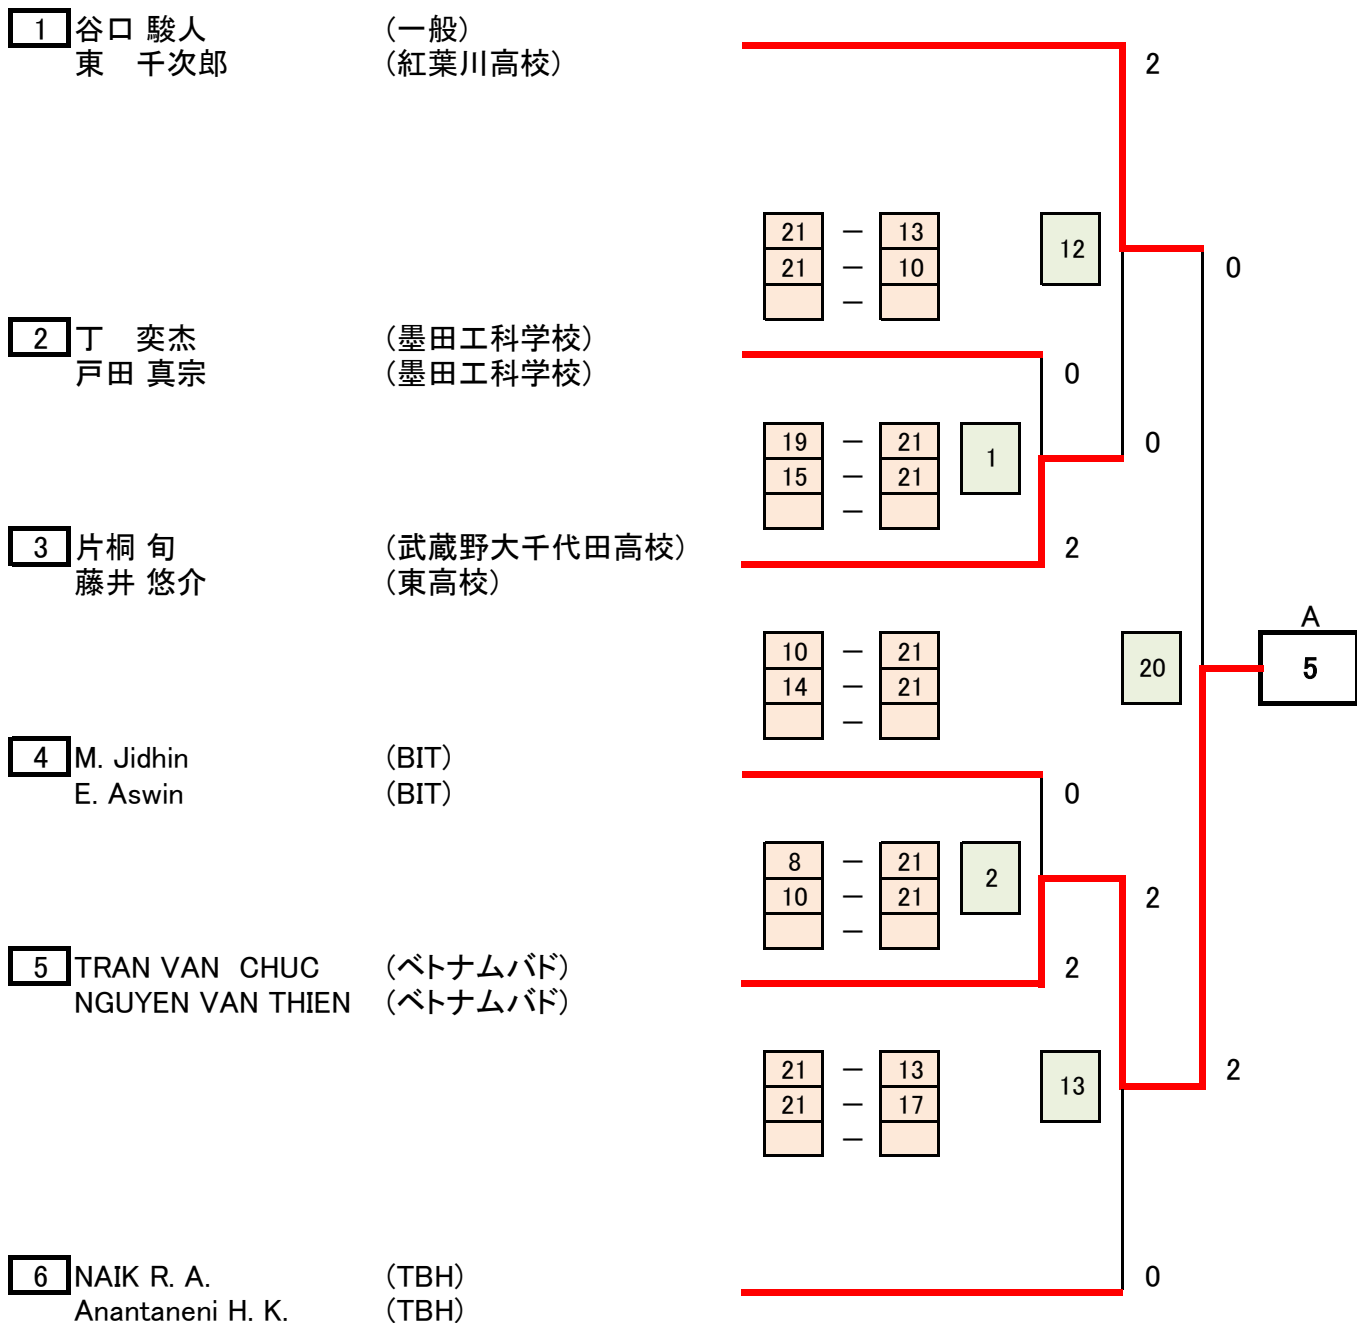 1 谷口 駿人 (一般)
東　千次郎 (紅葉川高校)
2
21 － 13
12
21 － 10
0
－
2 丁　奕杰 (墨田工科学校)
戸田 真宗 (墨田工科学校)
0
19 － 21
1
0
15 － 21
－
3 片桐 旬 (武蔵野大千代田高校)
2
藤井 悠介 (東高校)
A
10 － 21
20
5
14 － 21
－
4 M. Jidhin (BIT)
E. Aswin (BIT)
0
8 － 21
2
10 － 21
2
－
5 TRAN VAN CHUC (ベトナムバド)
2
NGUYEN VAN THIEN (ベトナムバド)
21 － 13
13
2
21 － 17
－
6 NAIK R. A. (TBH)
0
Anantaneni H. K. (TBH)